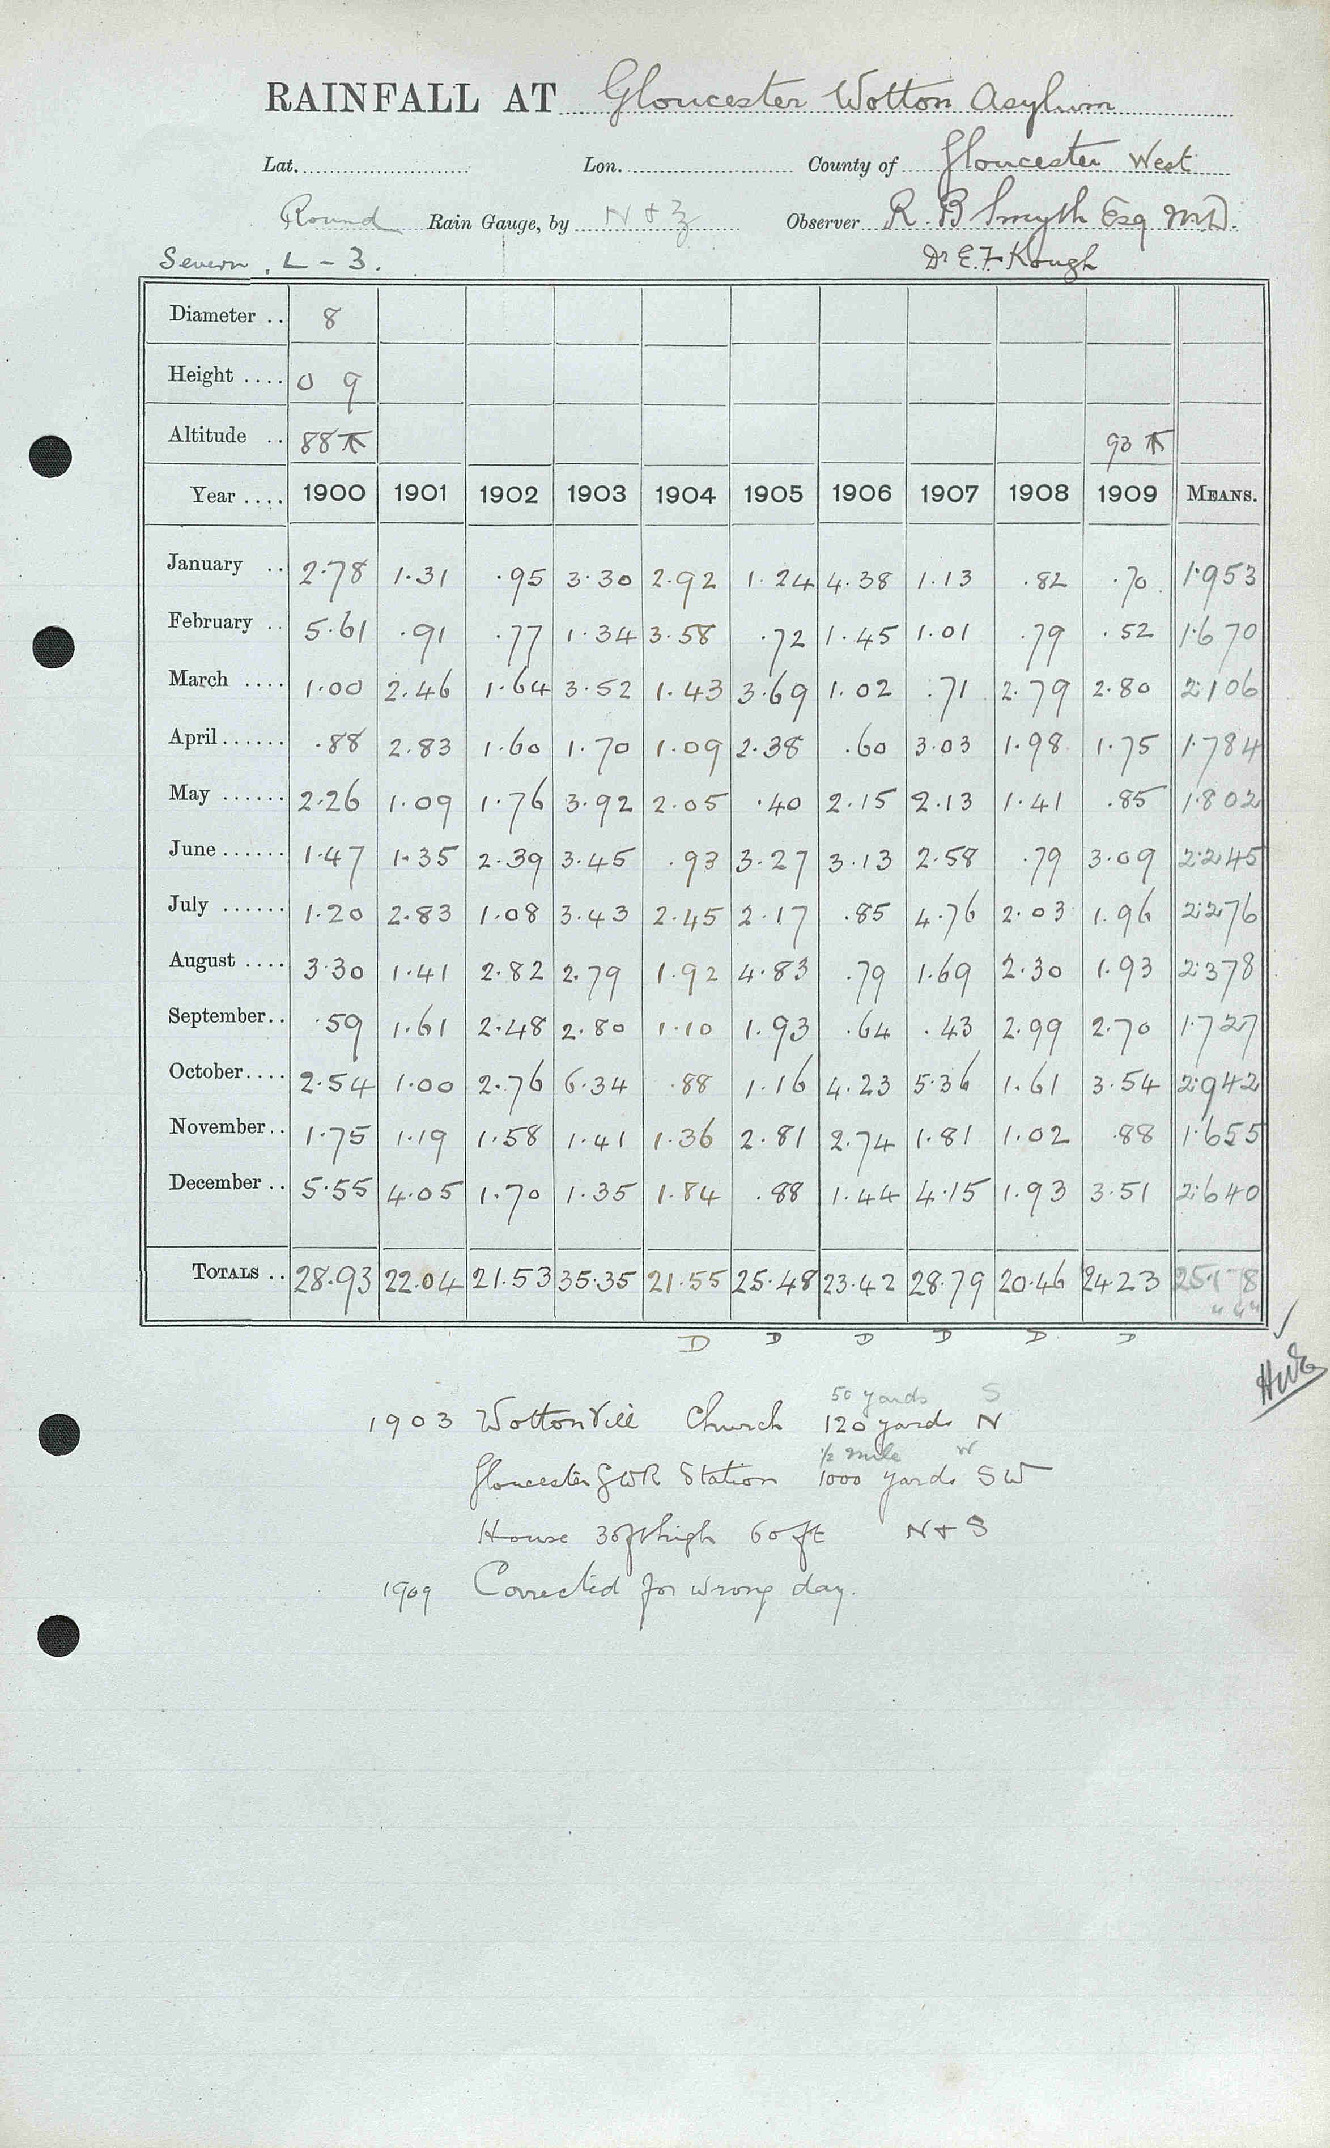 RAINFALL AT Gloucester Wotton Asylum
Lat. Lon. County of Gloucester West
Round Rain Gauge, by N + Z Observer R. B Smyth Esq M.D.
Severn. L - 3. Dr E. F. Kough
Diameter .. 8
Height .... 0 9
Altitude .. 88 93
Year .... 1900 1901 1902 1903 1904 1905 1906 1907 1908 1909 MEANS.
January .. 2.78 1.31 .95 3.30 2.92 1.24 4.38 1.13 .82 .70 1.953
February .. 5.61 .91 .77 1.34 3.58 .72 1.45 1.01 .79 .52 1.670
March .... 1.00 2.46 1.64 3.52 1.43 3.69 1.02 .71 2.79 2.80 2.106
April ...... .88 2.83 1.60 1.70 1.09 2.38 .60 3.03 1.98 1.75 1.784
May ...... 2.26 1.09 1.76 3.92 2.05 .40 2.15 2.13 1.41 .85 1.802
June ...... 1.47 1.35 2.39 3.45 .93 3.27 3.13 2.58 .79 3.09 2.245
July ...... 1.20 2.83 1.08 3.43 2.45 2.17 .85 4.76 2.03 1.96 2.276
August .... 3.30 1.41 2.82 2.79 1.92 4.83 .79 1.69 2.30 1.93 2.378
September.. .59 1.61 2.48 2.80 1.10 1.93 .64 .43 2.99 2.70 1.727
October.... 2.54 1.00 2.76 6.34 .88 1.16 4.23 5.36 1.61 3.54 2.942
November.. 1.75 1.19 1.58 1.41 1.36 2.81 2.74 1.81 1.02 .88 1.655
December .. 5.55 4.05 1.70 1.35 1.84 .88 1.44 4.15 1.93 3.51 2.640
TOTALS .. 28.93 22.04 21.53 35.35 21.55 25.48 23.42 28.79 20.46 24.23 25.178
D D D D D D
50 yards S
1903 Wotton Vill Church 120 yards N
1/2 mile W
Gloucester GWR Station 1000 yards SW
House 30ft high 60 ft N + S
1909 Corrected for wrong day.